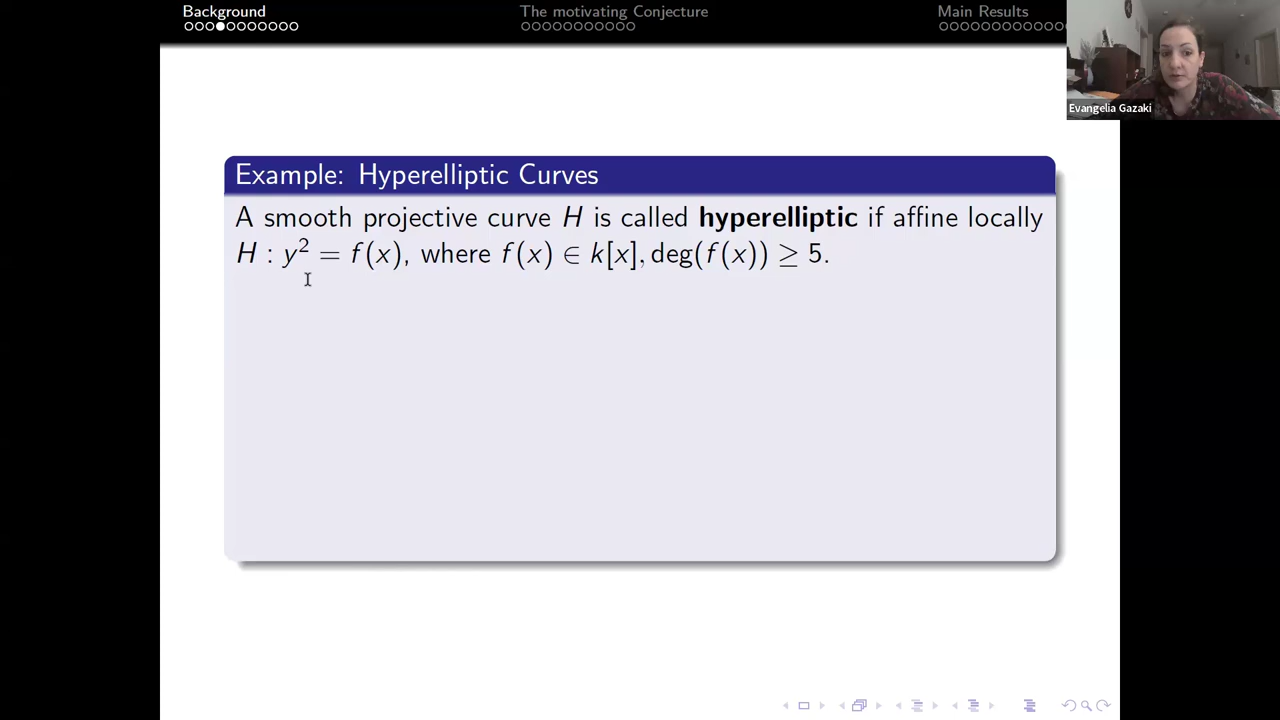 Background
The motivating Conjecture
Main Results
Evangelia Gazaki
Example: Hyperelliptic Curves
A smooth projective curve H is called hyperelliptic if affine locally
H : y² = f(x), where f(x) ∈ k[x], deg(f(x)) ≥ 5.